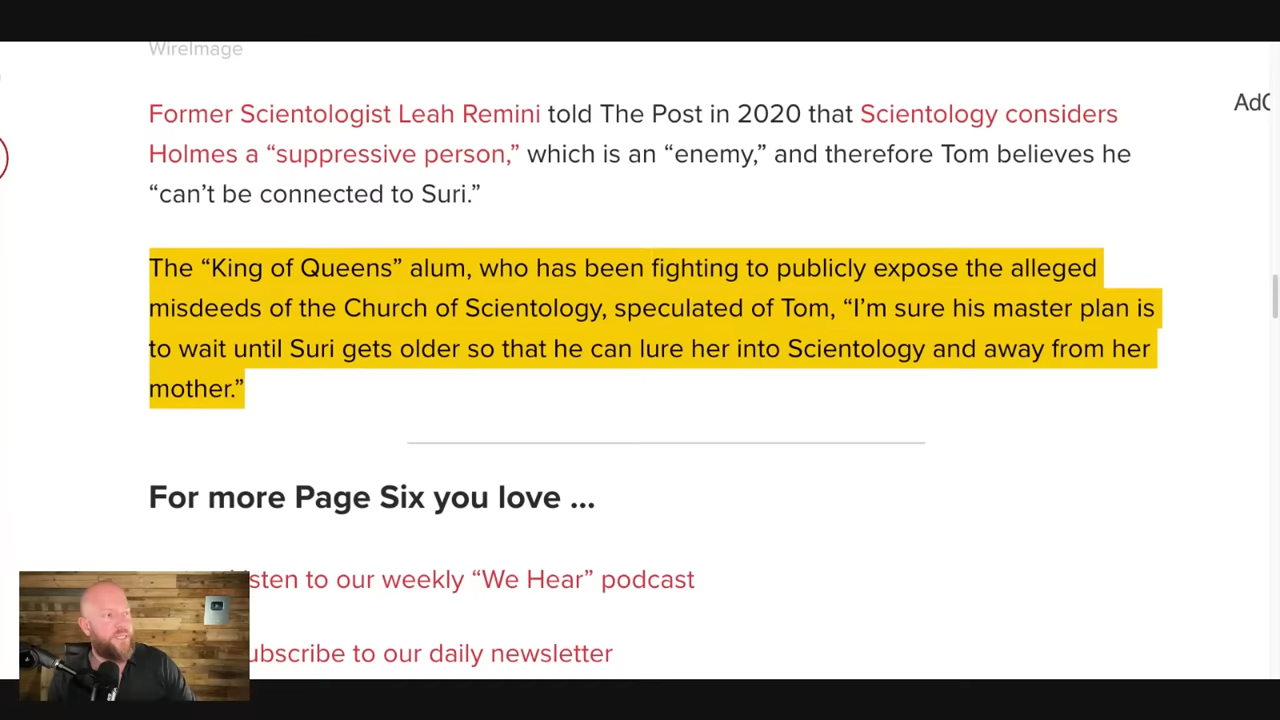 WireImage
Former Scientologist Leah Remini told The Post in 2020 that Scientology considers
Holmes a “suppressive person,” which is an “enemy,” and therefore Tom believes he
“can’t be connected to Suri.”
The “King of Queens” alum, who has been fighting to publicly expose the alleged
misdeeds of the Church of Scientology, speculated of Tom, “I’m sure his master plan is
to wait until Suri gets older so that he can lure her into Scientology and away from her
mother.”
For more Page Six you love ...
isten to our weekly “We Hear” podcast
ubscribe to our daily newsletter